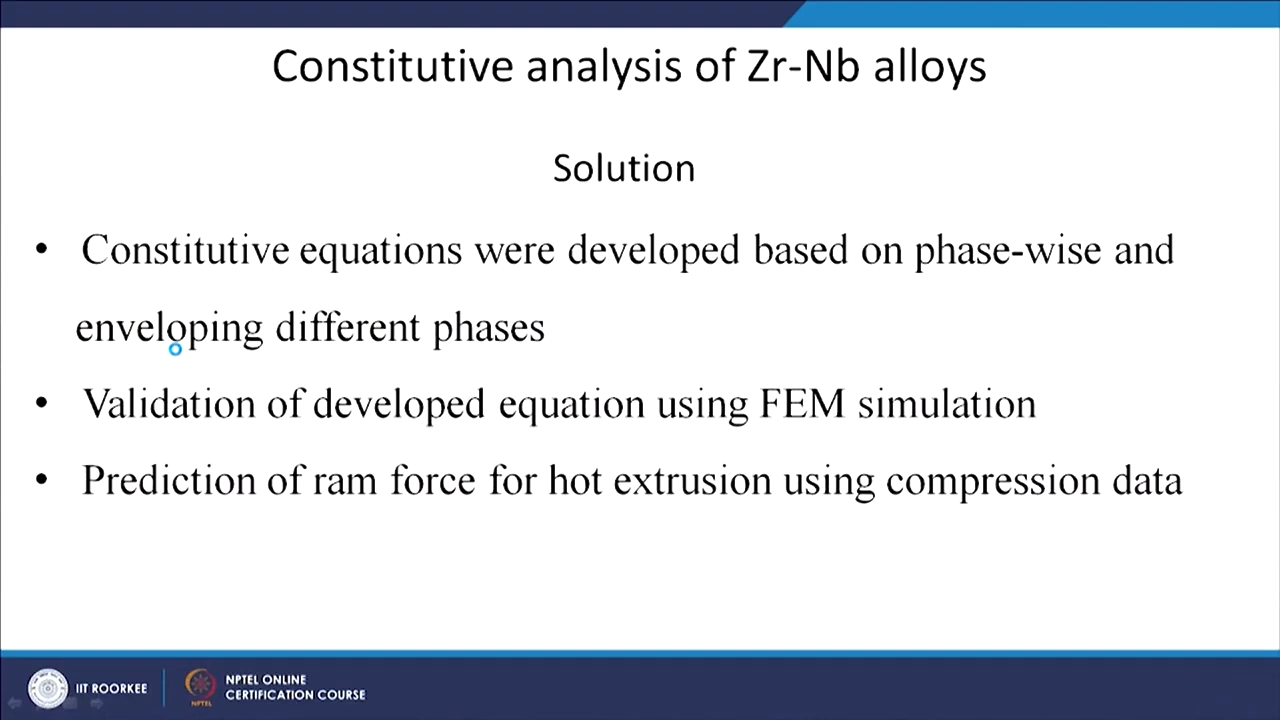 Constitutive analysis of Zr-Nb alloys
Solution
• Constitutive equations were developed based on phase-wise and
enveloping different phases
• Validation of developed equation using FEM simulation
• Prediction of ram force for hot extrusion using compression data
IIT ROORKEE
NPTEL
NPTEL ONLINE
CERTIFICATION COURSE